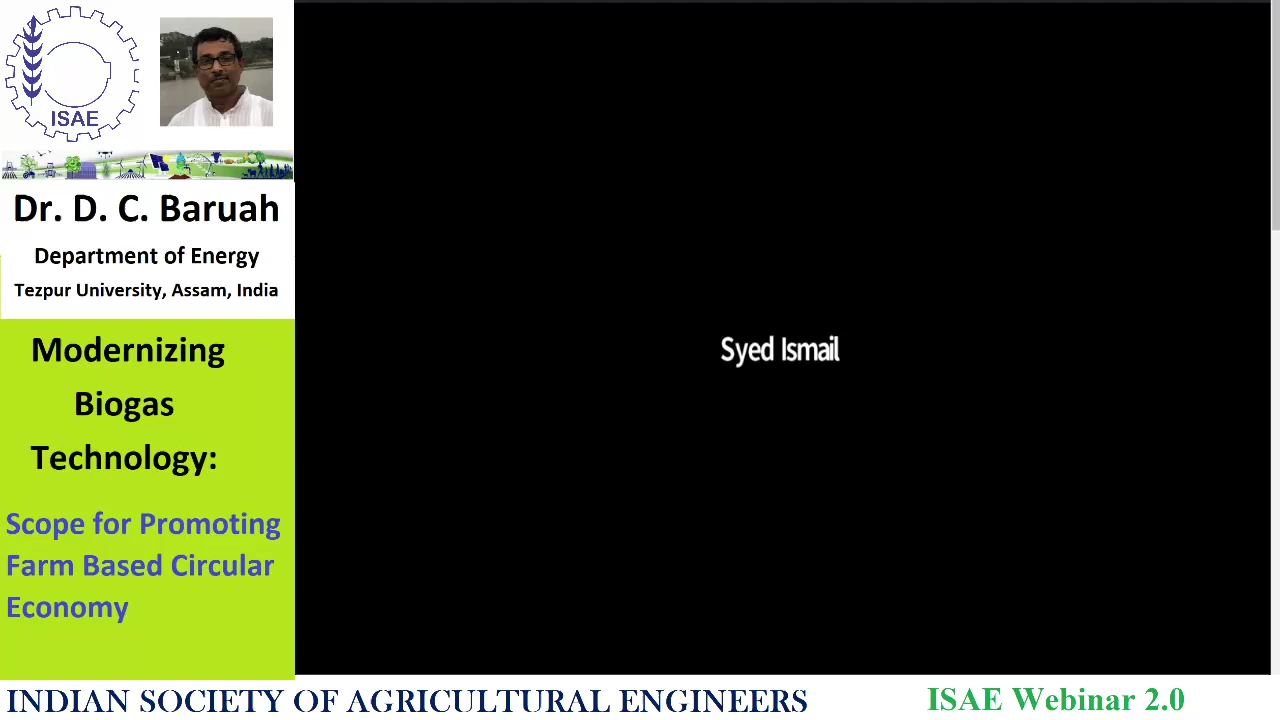 ISAE
Dr. D. C. Baruah
Department of Energy
Tezpur University, Assam, India
Modernizing
Biogas
Technology:
Scope for Promoting
Farm Based Circular
Economy
Syed Ismail
INDIAN SOCIETY OF AGRICULTURAL ENGINEERS
ISAE Webinar 2.0